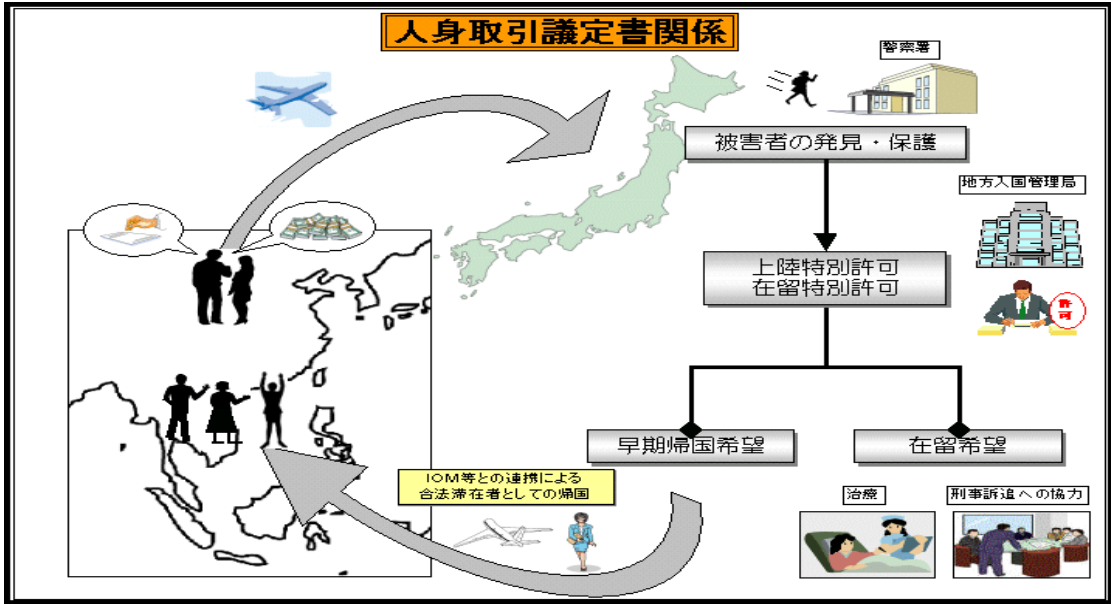 人身取引議定書関係
警察署
被害者の発見・保護
地方入国管理局
上陸特別許可
在留特別許可
許
可
早期帰国希望
在留希望
IOM等との連携による
合法滞在者としての帰国
治療
刑事訴追への協力